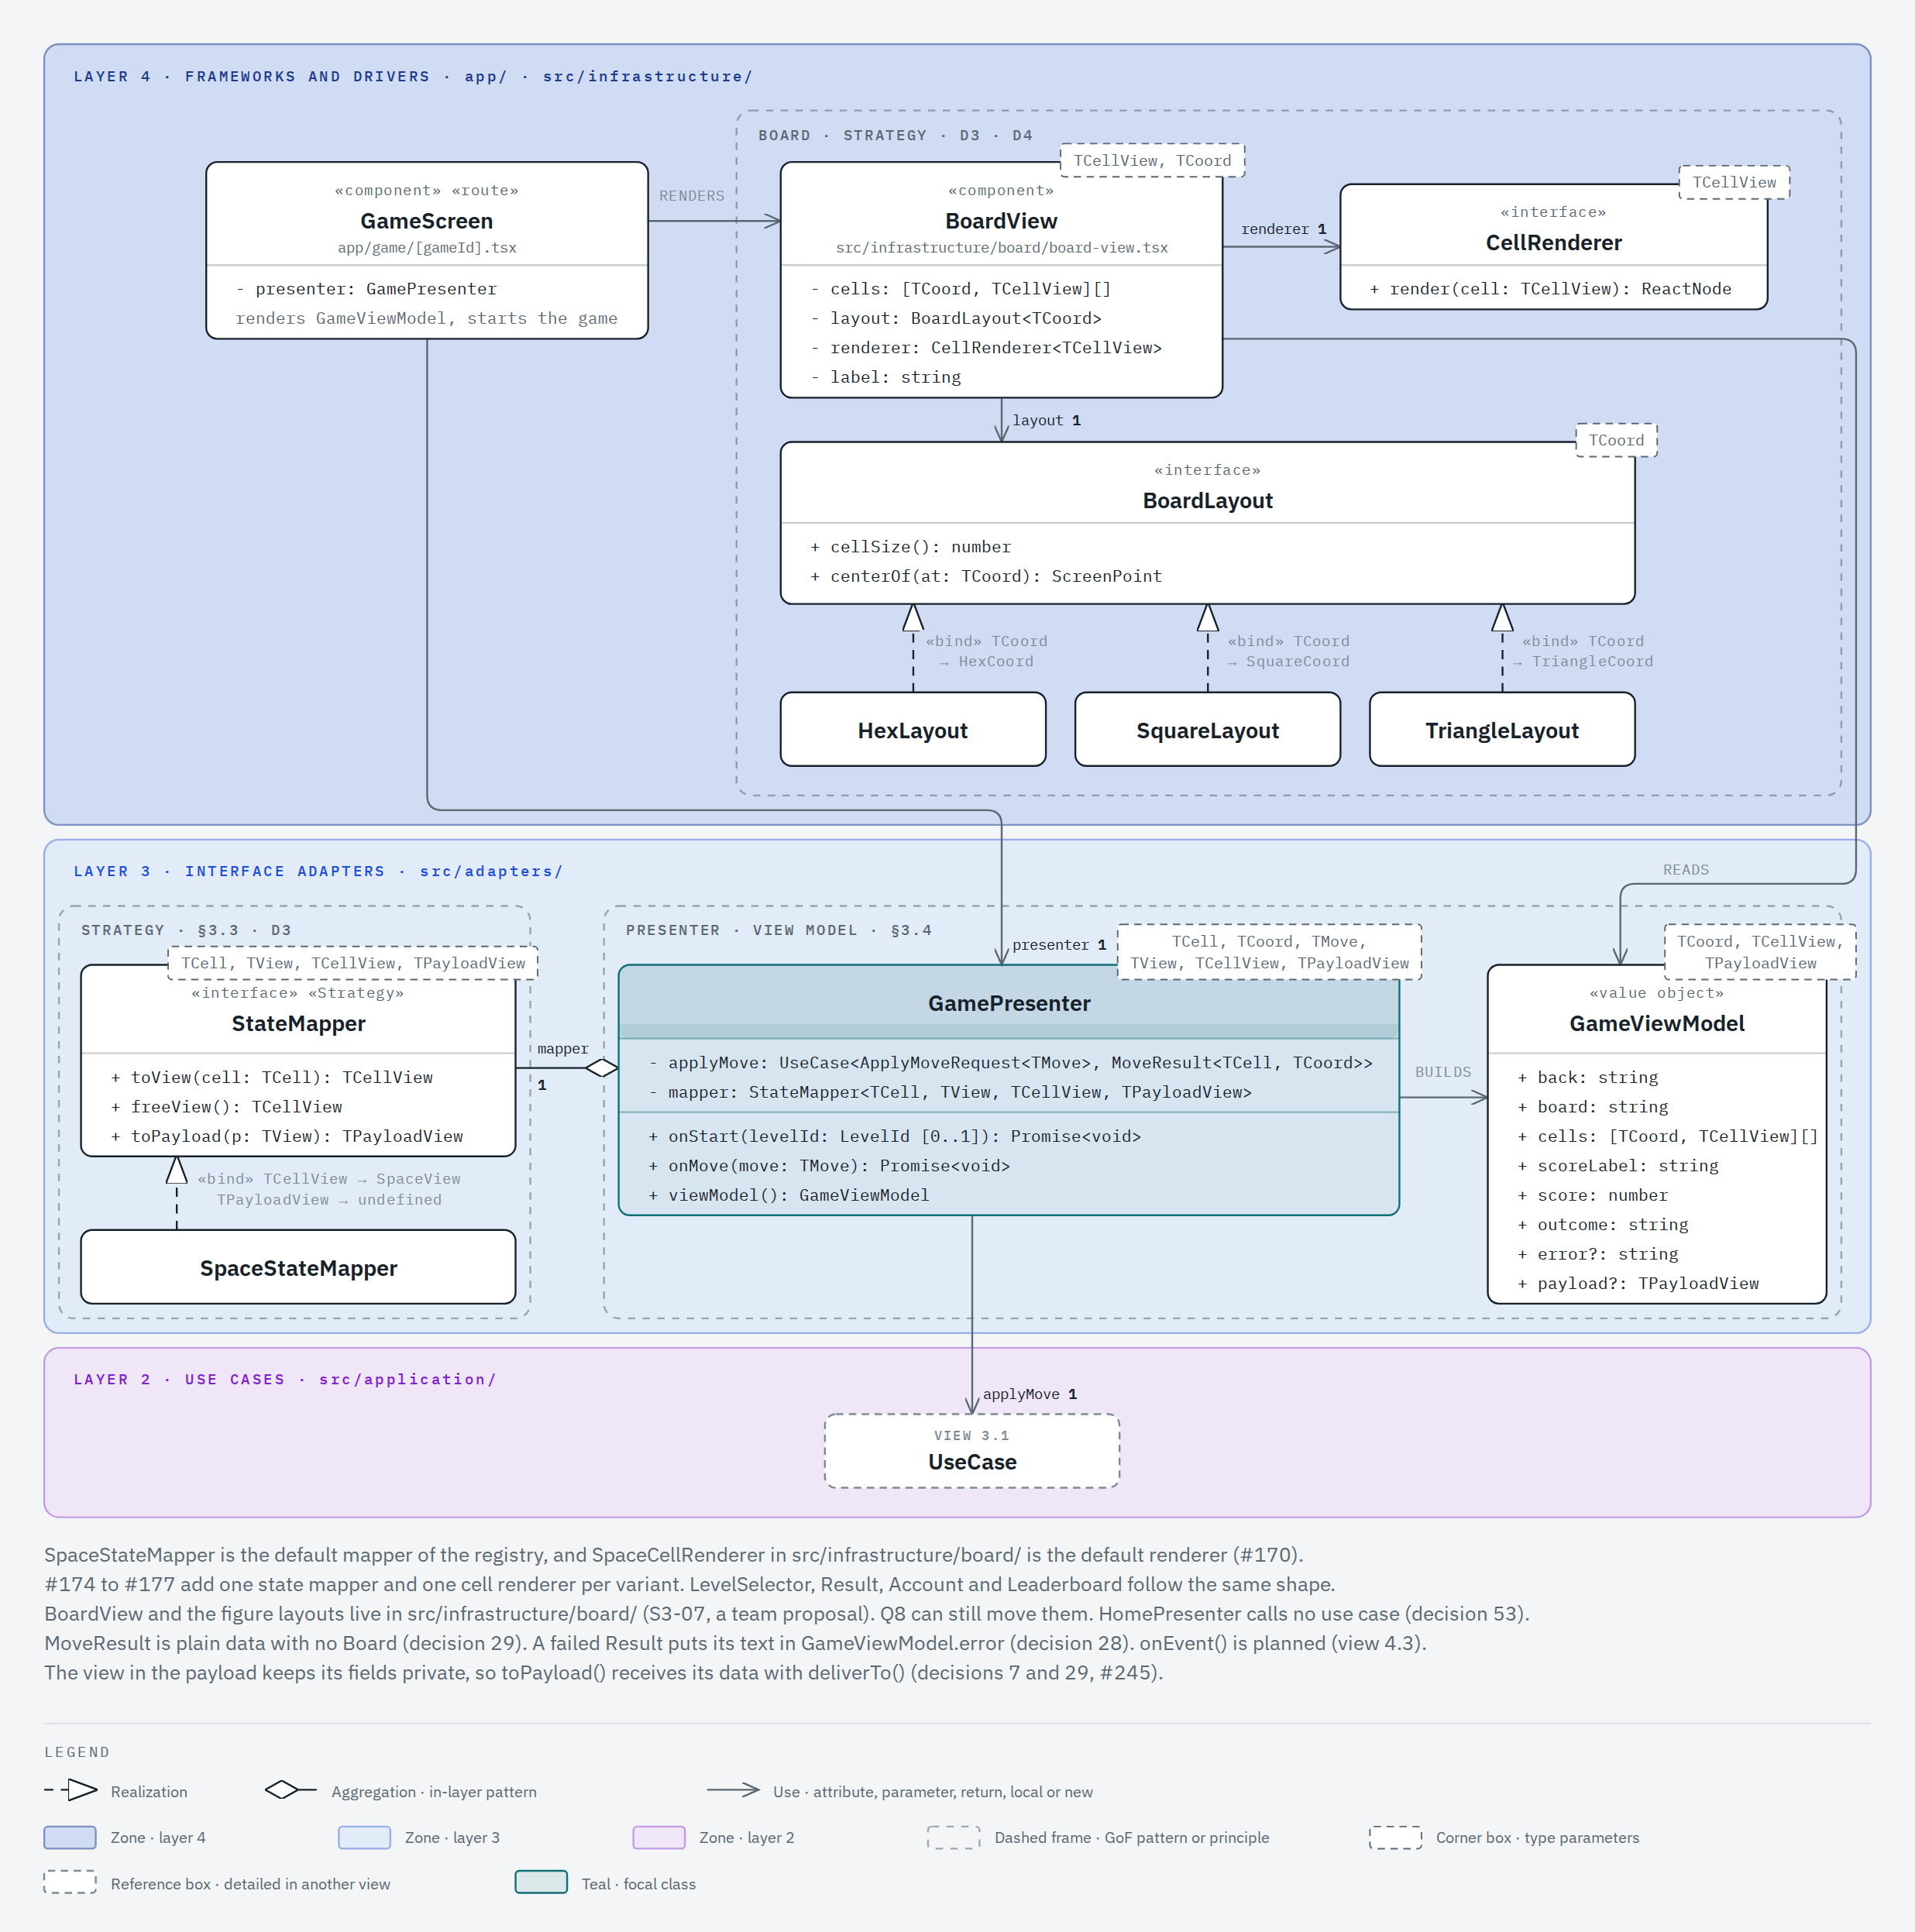 LAYER 4 · FRAMEWORKS AND DRIVERS · app/ · src/infrastructure/
BOARD · STRATEGY · D3 · D4
TCellView, TCoord
TCellView
«component» «route»
GameScreen
app/game/[gameId].tsx
- presenter: GamePresenter
renders GameViewModel, starts the game
RENDERS
«component»
BoardView
src/infrastructure/board/board-view.tsx
- cells: [TCoord, TCellView][]
- layout: BoardLayout<TCoord>
- renderer: CellRenderer<TCellView>
- label: string
renderer 1
«interface»
CellRenderer
+ render(cell: TCellView): ReactNode
layout 1
TCoord
«interface»
BoardLayout
+ cellSize(): number
+ centerOf(at: TCoord): ScreenPoint
«bind» TCoord
→ HexCoord
«bind» TCoord
→ SquareCoord
«bind» TCoord
→ TriangleCoord
HexLayout
SquareLayout
TriangleLayout
LAYER 3 · INTERFACE ADAPTERS · src/adapters/
READS
STRATEGY · §3.3 · D3
TCell, TView, TCellView, TPayloadView
«interface» «Strategy»
StateMapper
+ toView(cell: TCell): TCellView
+ freeView(): TCellView
+ toPayload(p: TView): TPayloadView
«bind» TCellView → SpaceView
TPayloadView → undefined
SpaceStateMapper
mapper
1
PRESENTER · VIEW MODEL · §3.4
presenter 1
TCell, TCoord, TMove,
TView, TCellView, TPayloadView
GamePresenter
- applyMove: UseCase<ApplyMoveRequest<TMove>, MoveResult<TCell, TCoord>>
- mapper: StateMapper<TCell, TView, TCellView, TPayloadView>
+ onStart(levelId: LevelId [0..1]): Promise<void>
+ onMove(move: TMove): Promise<void>
+ viewModel(): GameViewModel
BUILDS
TCoord, TCellView,
TPayloadView
«value object»
GameViewModel
+ back: string
+ board: string
+ cells: [TCoord, TCellView][]
+ scoreLabel: string
+ score: number
+ outcome: string
+ error?: string
+ payload?: TPayloadView
LAYER 2 · USE CASES · src/application/
applyMove 1
VIEW 3.1
UseCase
SpaceStateMapper is the default mapper of the registry, and SpaceCellRenderer in src/infrastructure/board/ is the default renderer (#170).
#174 to #177 add one state mapper and one cell renderer per variant. LevelSelector, Result, Account and Leaderboard follow the same shape.
BoardView and the figure layouts live in src/infrastructure/board/ (S3-07, a team proposal). Q8 can still move them. HomePresenter calls no use case (decision 53).
MoveResult is plain data with no Board (decision 29). A failed Result puts its text in GameViewModel.error (decision 28). onEvent() is planned (view 4.3).
The view in the payload keeps its fields private, so toPayload() receives its data with deliverTo() (decisions 7 and 29, #245).
LEGEND
Realization
Aggregation · in-layer pattern
Use · attribute, parameter, return, local or new
Zone · layer 4
Zone · layer 3
Zone · layer 2
Dashed frame · GoF pattern or principle
Corner box · type parameters
Reference box · detailed in another view
Teal · focal class